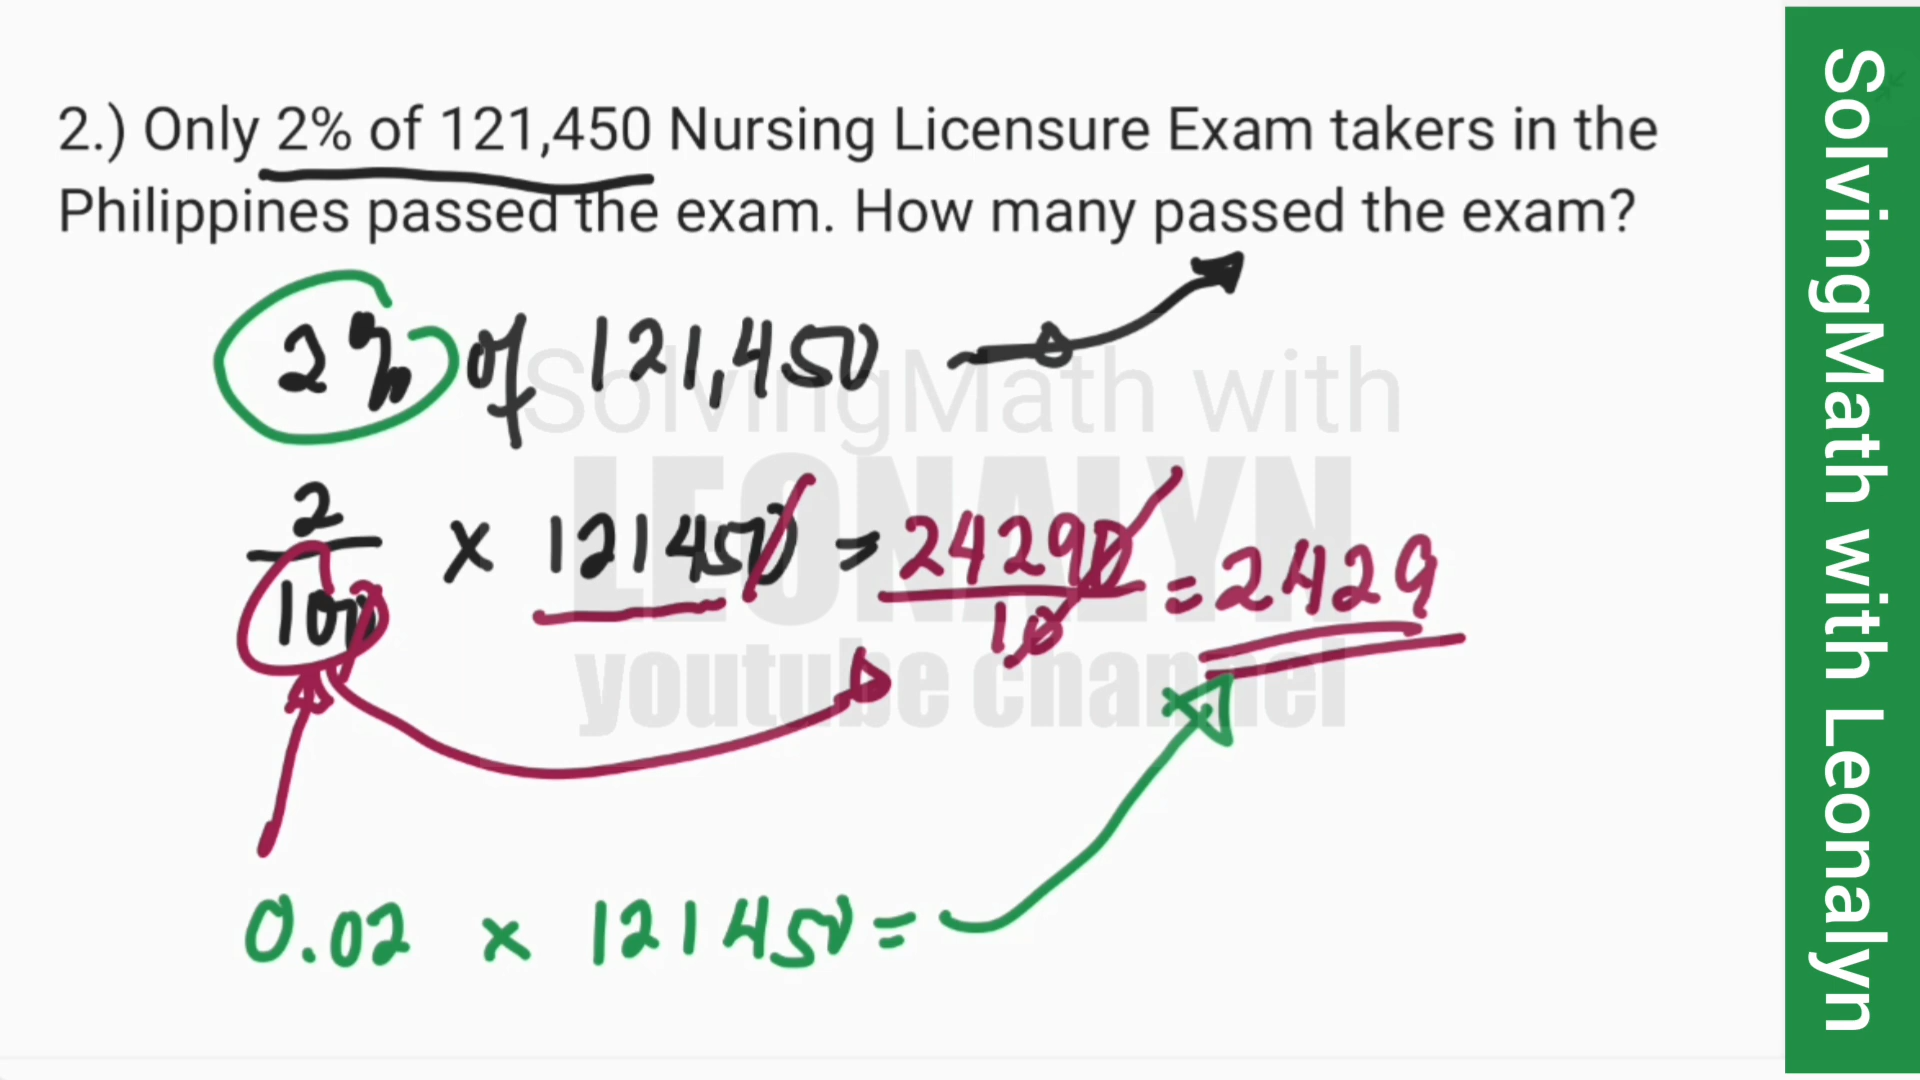 2.) Only 2% of 121,450 Nursing Licensure Exam takers in the
Philippines passed the exam. How many passed the exam?
2% of 121,450
2/100 × 121450 = 24290/10 = 2429
0.02 × 121450 =
SolvingMath with
LEONALYN
youtube channel
SolvingMath with Leonalyn